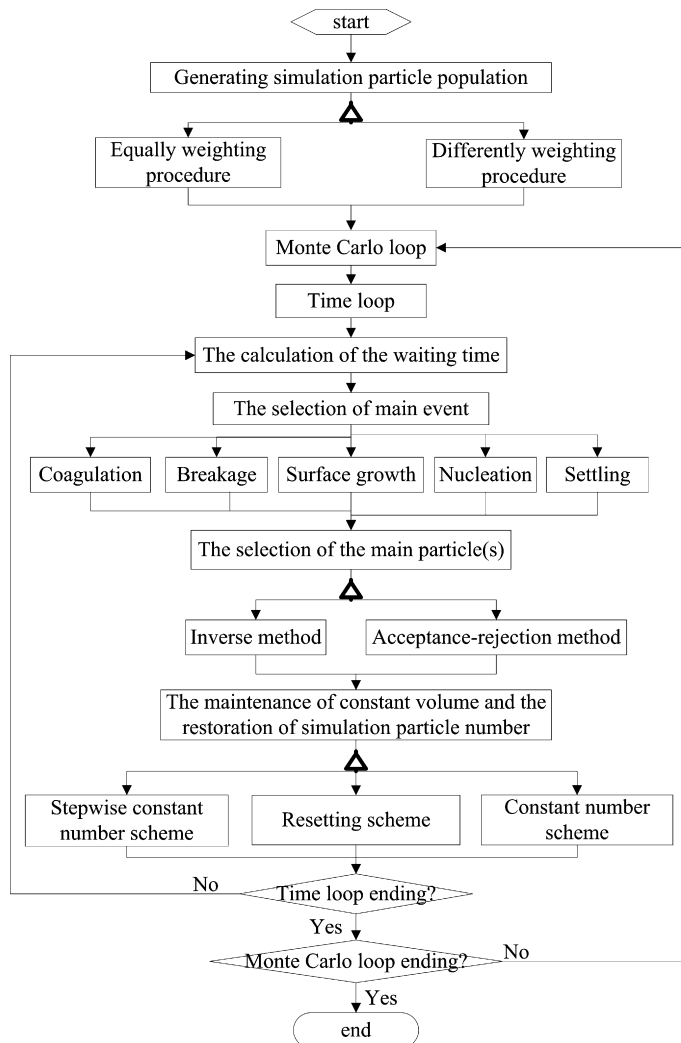 start
Generating simulation particle population
Equally weighting
procedure
Differently weighting
procedure
Monte Carlo loop
Time loop
The calculation of the waiting time
The selection of main event
Coagulation
Breakage
Surface growth
Nucleation
Settling
The selection of the main particle(s)
Inverse method
Acceptance-rejection method
The maintenance of constant volume and the
restoration of simulation particle number
Stepwise constant
number scheme
Resetting scheme
Constant number
scheme
No
Time loop ending?
Yes
Monte Carlo loop ending?
No
Yes
end